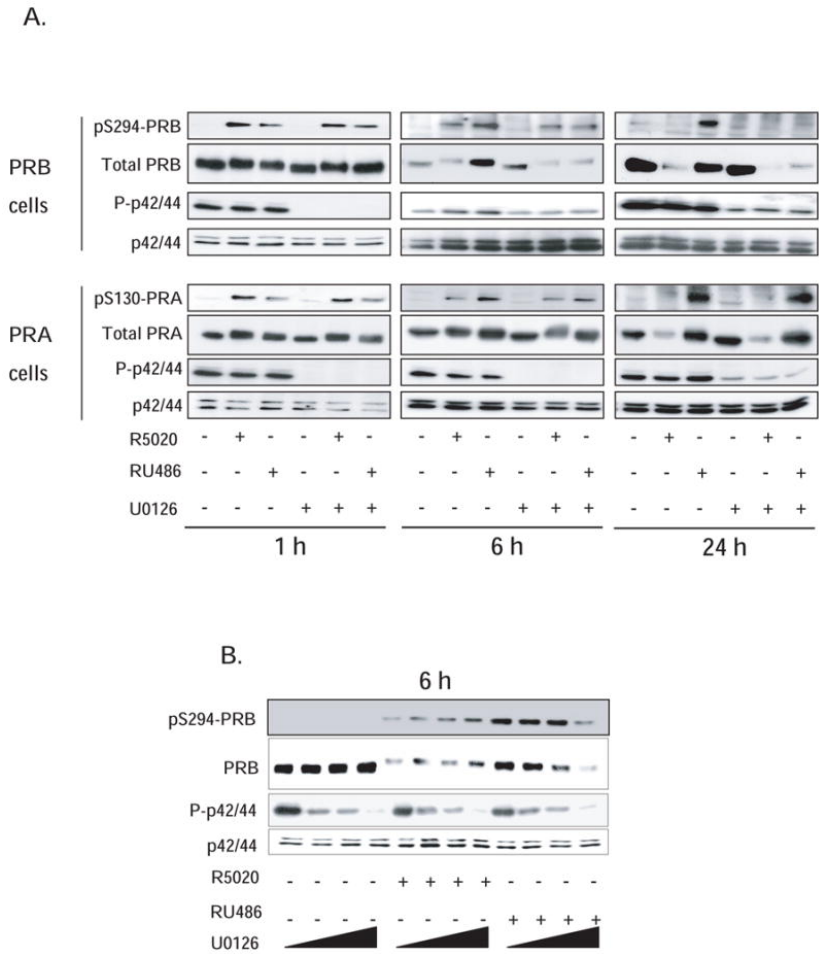 A.
pS294-PRB
Total PRB
P-p42/44
p42/44
PRB
cells
pS130-PRA
Total PRA
P-p42/44
p42/44
PRA
cells
R5020 - + - - + - - + - - + - - + - - + -
RU486 - - + - - + - - + - - + - - + - - +
U0126 - - - + + + - - - + + + - - - + + +
1 h 6 h 24 h
B.
6 h
pS294-PRB
PRB
P-p42/44
p42/44
R5020 - - - - + + + + - - - -
RU486 - - - - - - - - + + + +
U0126